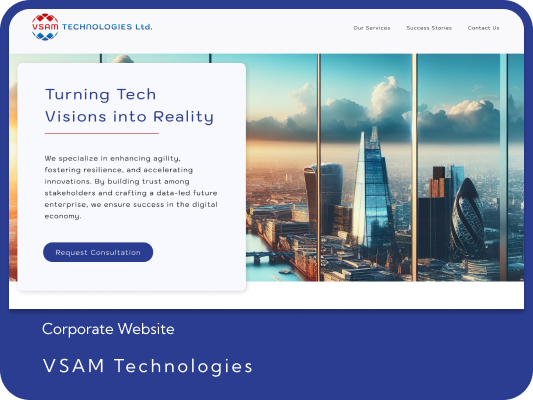 VSAM TECHNOLOGIES Ltd.
Our Services Success Stories Contact Us
Turning Tech
Visions into Reality
We specialize in enhancing agility,
fostering resilience, and accelerating
innovations. By building trust among
stakeholders and crafting a data-led future
enterprise, we ensure success in the digital
economy.
Request Consultation
Corporate Website
VSAM Technologies